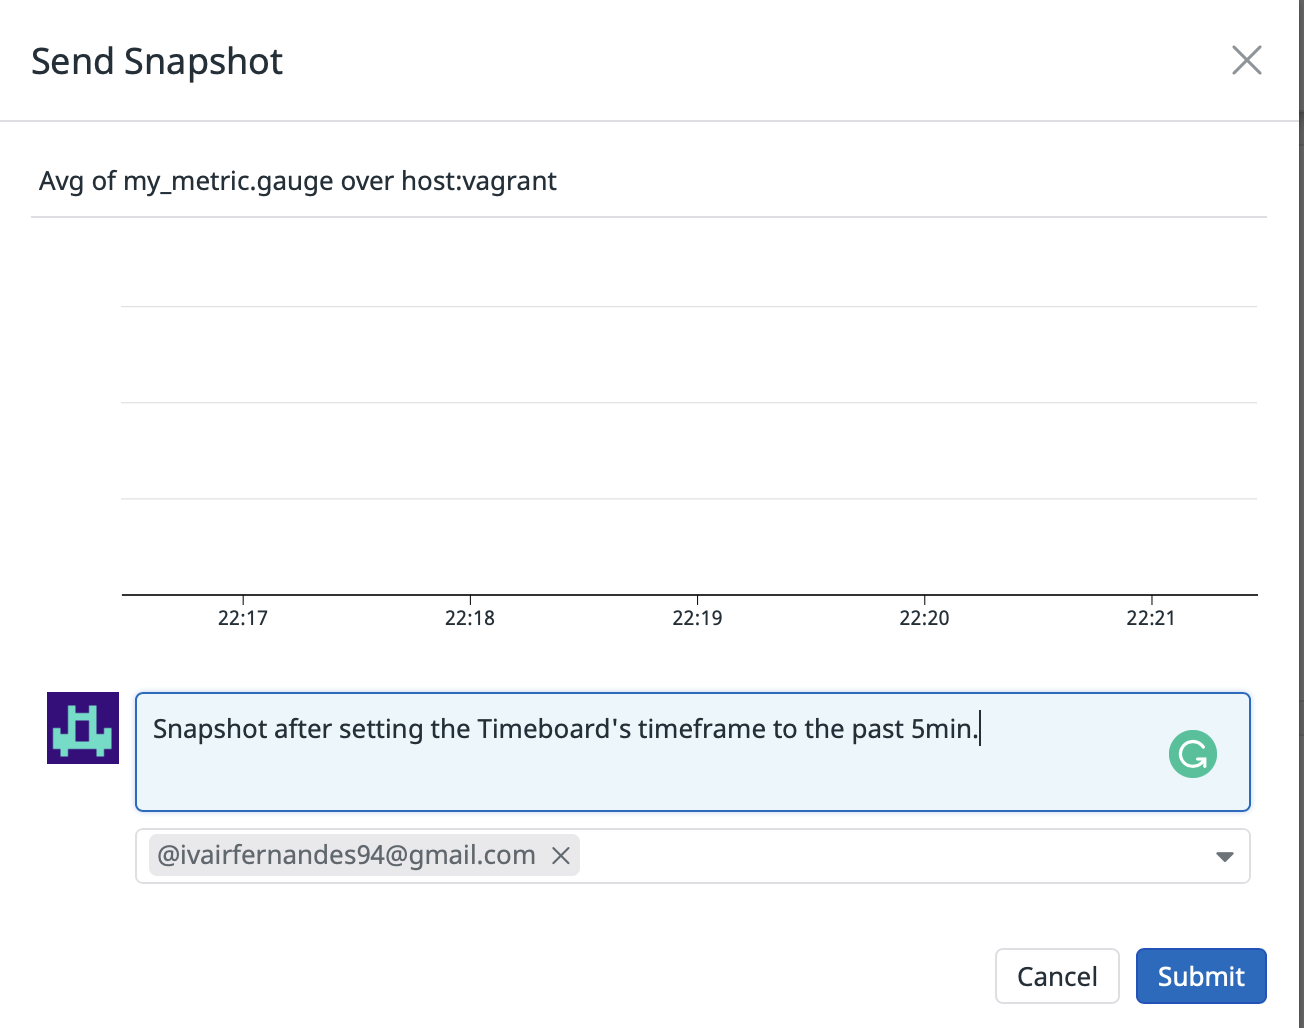 Send Snapshot
Avg of my_metric.gauge over host:vagrant
22:17 22:18 22:19 22:20 22:21
Snapshot after setting the Timeboard's timeframe to the past 5min.
@ivairfernandes94@gmail.com
Cancel Submit